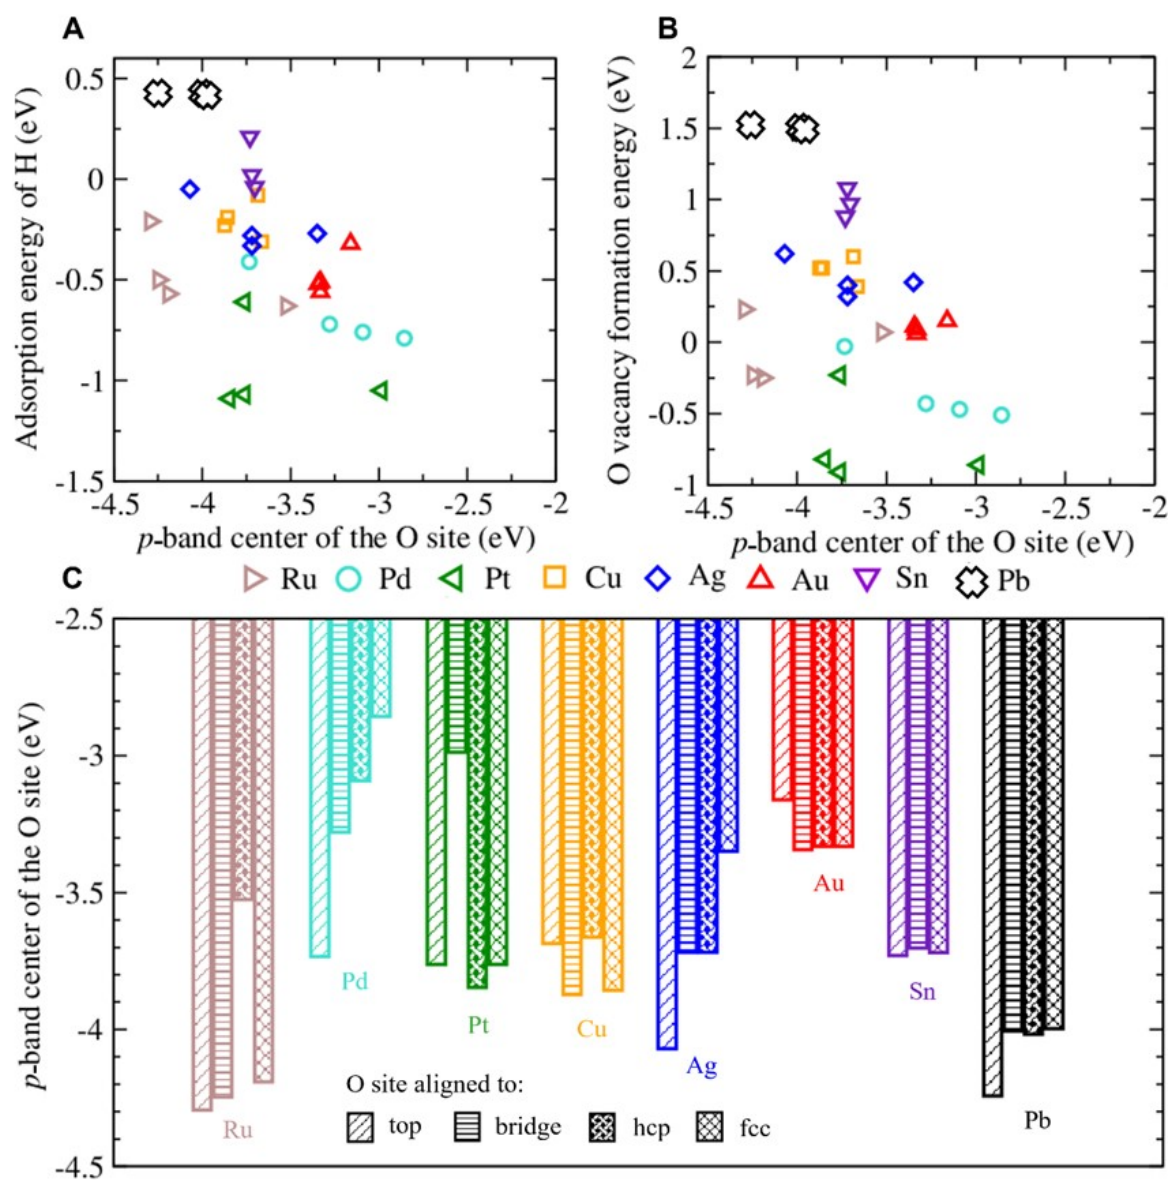 A
B
Adsorption energy of H (eV)
0.5
0
-0.5
-1
-1.5
-4.5
-4
-3.5
-3
-2.5
-2
p-band center of the O site (eV)
O vacancy formation energy (eV)
2
1.5
1
0.5
0
-0.5
-1
-4.5
-4
-3.5
-3
-2.5
-2
p-band center of the O site (eV)
C
Ru
Pd
Pt
Cu
Ag
Au
Sn
Pb
p-band center of the O site (eV)
-2.5
-3
-3.5
-4
-4.5
Ru
Pd
Pt
Cu
Ag
Au
Sn
Pb
O site aligned to:
top
bridge
hcp
fcc